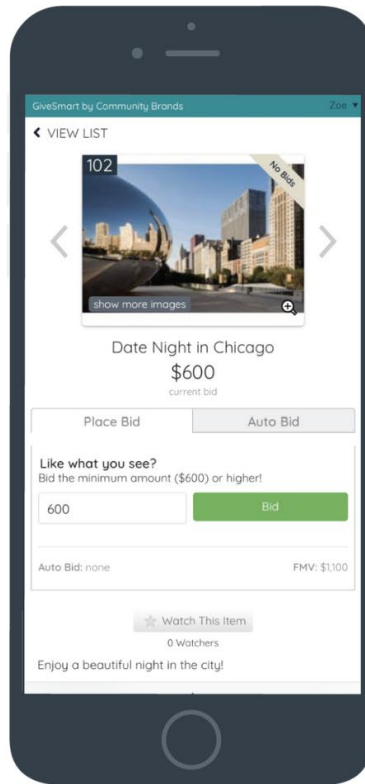 GiveSmart by Community Brands Zoe
VIEW LIST
102
No Bids
show more images
Date Night in Chicago
$600
current bid
Place Bid Auto Bid
Like what you see?
Bid the minimum amount ($600) or higher!
600 Bid
Auto Bid: none FMV: $1,100
Watch This Item
0 Watchers
Enjoy a beautiful night in the city!